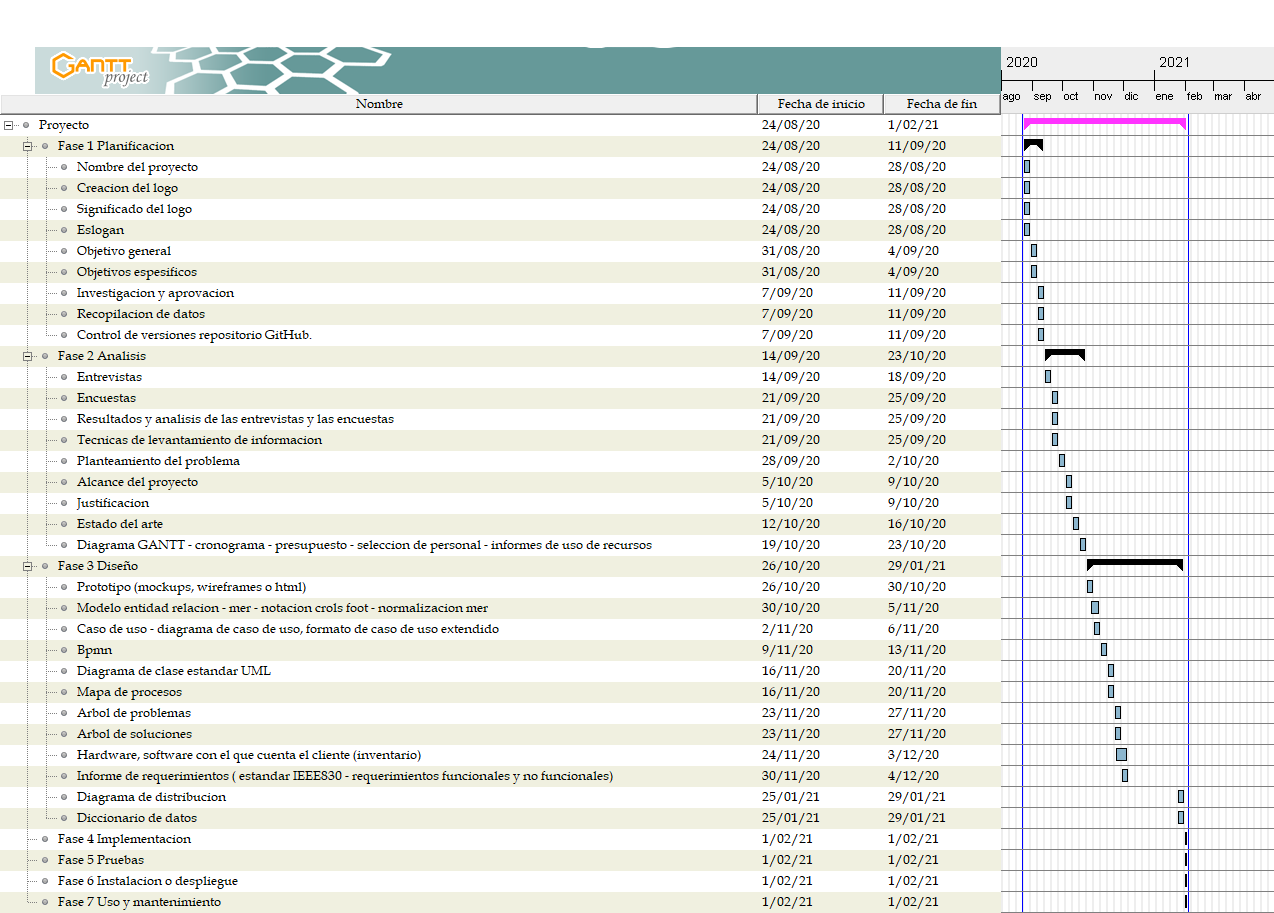 GANTT
project
2020 2021
ago sep oct nov dic ene feb mar abr
Nombre Fecha de inicio Fecha de fin
Proyecto 24/08/20 1/02/21
Fase 1 Planificacion 24/08/20 11/09/20
Nombre del proyecto 24/08/20 28/08/20
Creacion del logo 24/08/20 28/08/20
Significado del logo 24/08/20 28/08/20
Eslogan 24/08/20 28/08/20
Objetivo general 31/08/20 4/09/20
Objetivos espesificos 31/08/20 4/09/20
Investigacion y aprovacion 7/09/20 11/09/20
Recopilacion de datos 7/09/20 11/09/20
Control de versiones repositorio GitHub. 7/09/20 11/09/20
Fase 2 Analisis 14/09/20 23/10/20
Entrevistas 14/09/20 18/09/20
Encuestas 21/09/20 25/09/20
Resultados y analisis de las entrevistas y las encuestas 21/09/20 25/09/20
Tecnicas de levantamiento de informacion 21/09/20 25/09/20
Planteamiento del problema 28/09/20 2/10/20
Alcance del proyecto 5/10/20 9/10/20
Justificacion 5/10/20 9/10/20
Estado del arte 12/10/20 16/10/20
Diagrama GANTT - cronograma - presupuesto - seleccion de personal - informes de uso de recursos 19/10/20 23/10/20
Fase 3 Diseño 26/10/20 29/01/21
Prototipo (mockups, wireframes o html) 26/10/20 30/10/20
Modelo entidad relacion - mer - notacion crols foot - normalizacion mer 30/10/20 5/11/20
Caso de uso - diagrama de caso de uso, formato de caso de uso extendido 2/11/20 6/11/20
Bpmn 9/11/20 13/11/20
Diagrama de clase estandar UML 16/11/20 20/11/20
Mapa de procesos 16/11/20 20/11/20
Arbol de problemas 23/11/20 27/11/20
Arbol de soluciones 23/11/20 27/11/20
Hardware, software con el que cuenta el cliente (inventario) 24/11/20 3/12/20
Informe de requerimientos ( estandar IEEE830 - requerimientos funcionales y no funcionales) 30/11/20 4/12/20
Diagrama de distribucion 25/01/21 29/01/21
Diccionario de datos 25/01/21 29/01/21
Fase 4 Implementacion 1/02/21 1/02/21
Fase 5 Pruebas 1/02/21 1/02/21
Fase 6 Instalacion o despliegue 1/02/21 1/02/21
Fase 7 Uso y mantenimiento 1/02/21 1/02/21